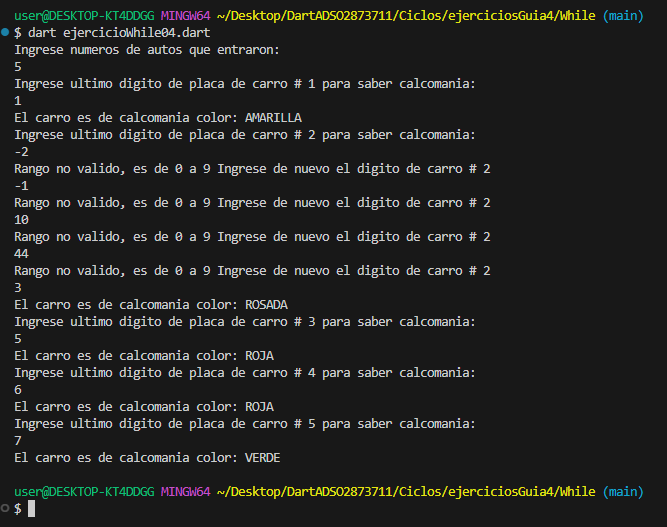 user@DESKTOP-KT4DDGG MINGW64 ~/Desktop/DartADSO2873711/Ciclos/ejerciciosGuia4/While (main)
$ dart ejercicioWhile04.dart
Ingrese numeros de autos que entraron:
5
Ingrese ultimo digito de placa de carro # 1 para saber calcomania:
1
El carro es de calcomania color: AMARILLA
Ingrese ultimo digito de placa de carro # 2 para saber calcomania:
-2
Rango no valido, es de 0 a 9 Ingrese de nuevo el digito de carro # 2
-1
Rango no valido, es de 0 a 9 Ingrese de nuevo el digito de carro # 2
10
Rango no valido, es de 0 a 9 Ingrese de nuevo el digito de carro # 2
44
Rango no valido, es de 0 a 9 Ingrese de nuevo el digito de carro # 2
3
El carro es de calcomania color: ROSADA
Ingrese ultimo digito de placa de carro # 3 para saber calcomania:
5
El carro es de calcomania color: ROJA
Ingrese ultimo digito de placa de carro # 4 para saber calcomania:
6
El carro es de calcomania color: ROJA
Ingrese ultimo digito de placa de carro # 5 para saber calcomania:
7
El carro es de calcomania color: VERDE
user@DESKTOP-KT4DDGG MINGW64 ~/Desktop/DartADSO2873711/Ciclos/ejerciciosGuia4/While (main)
$